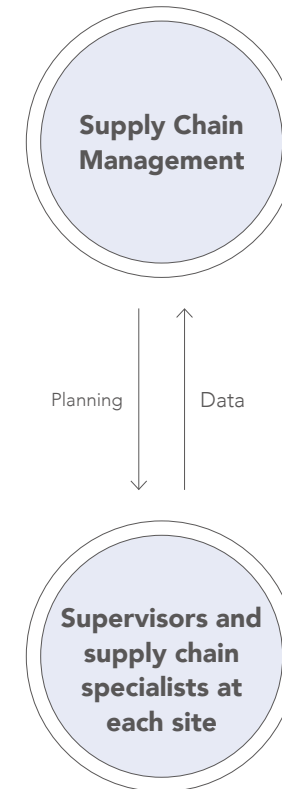 Supply Chain
Management
Planning
Data
Supervisors and
supply chain
specialists at
each site